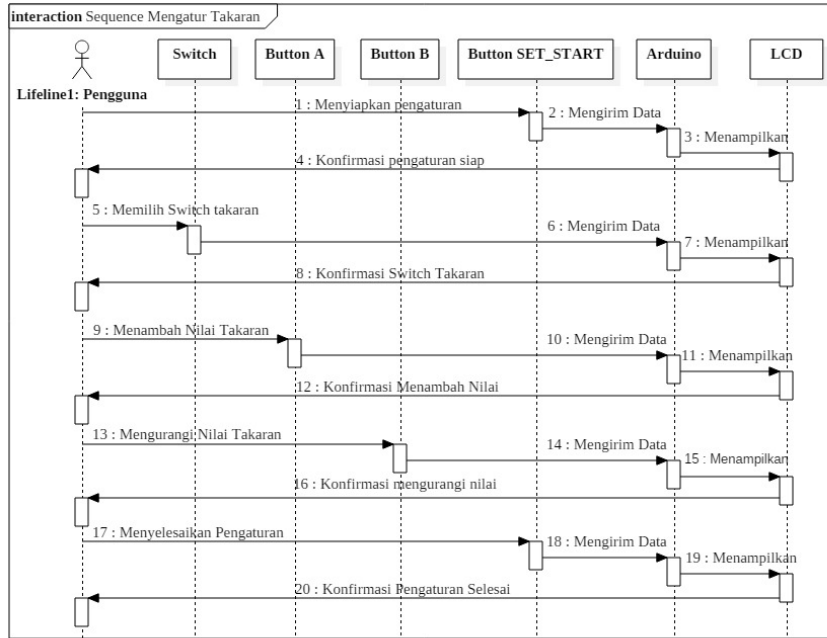 interaction Sequence Mengatur Takaran
Switch
Button A
Button B
Button SET_START
Arduino
LCD
Lifeline1: Pengguna
1 : Menyiapkan pengaturan
2 : Mengirim Data
3 : Menampilkan
4 : Konfirmasi pengaturan siap
5 : Memilih Switch takaran
6 : Mengirim Data
7 : Menampilkan
8 : Konfirmasi Switch Takaran
9 : Menambah Nilai Takaran
10 : Mengirim Data
11 : Menampilkan
12 : Konfirmasi Menambah Nilai
13 : Mengurangi Nilai Takaran
14 : Mengirim Data
15 : Menampilkan
16 : Konfirmasi mengurangi nilai
17 : Menyelesaikan Pengaturan
18 : Mengirim Data
19 : Menampilkan
20 : Konfirmasi Pengaturan Selesai